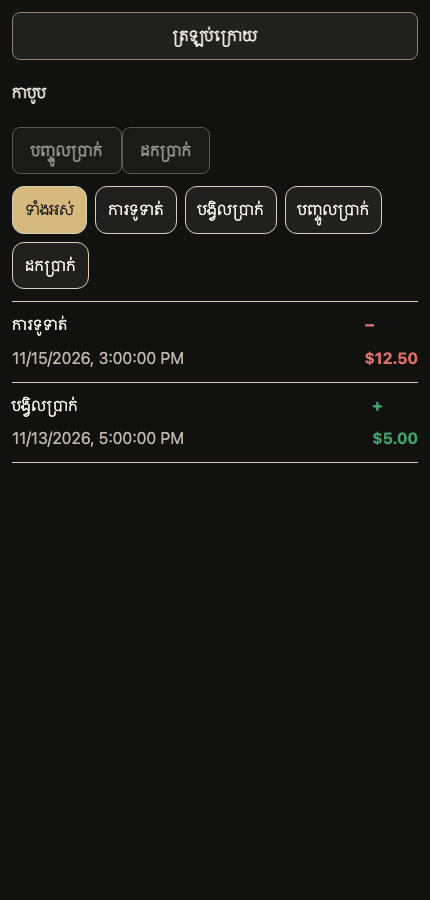 ត្រឡប់ក្រោយ
កាបូប
បញ្ចូលប្រាក់ ដកប្រាក់
ទាំងអស់ ការទូទាត់ បង្វិលប្រាក់ បញ្ចូលប្រាក់
ដកប្រាក់
ការទូទាត់ −
11/15/2026, 3:00:00 PM $12.50
បង្វិលប្រាក់ +
11/13/2026, 5:00:00 PM $5.00